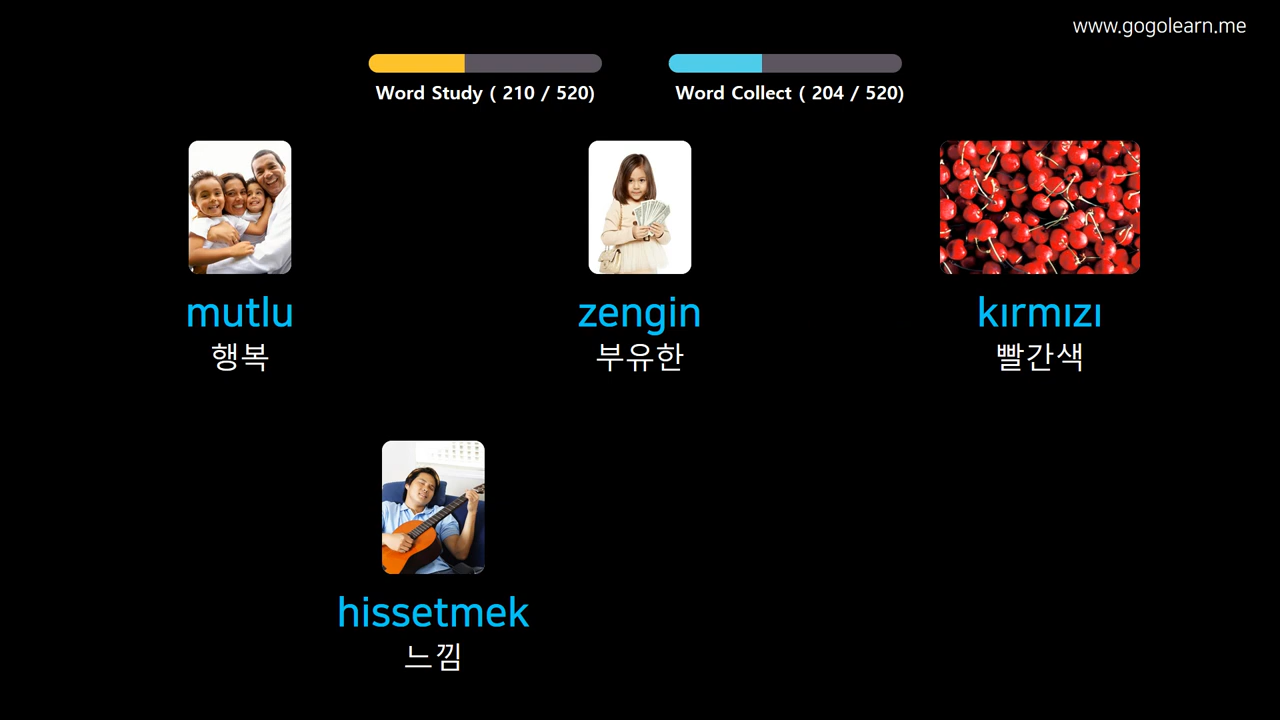 www.gogolearn.me
Word Study ( 210 / 520)
Word Collect ( 204 / 520)
mutlu
행복
zengin
부유한
kırmızı
빨간색
hissetmek
느낌